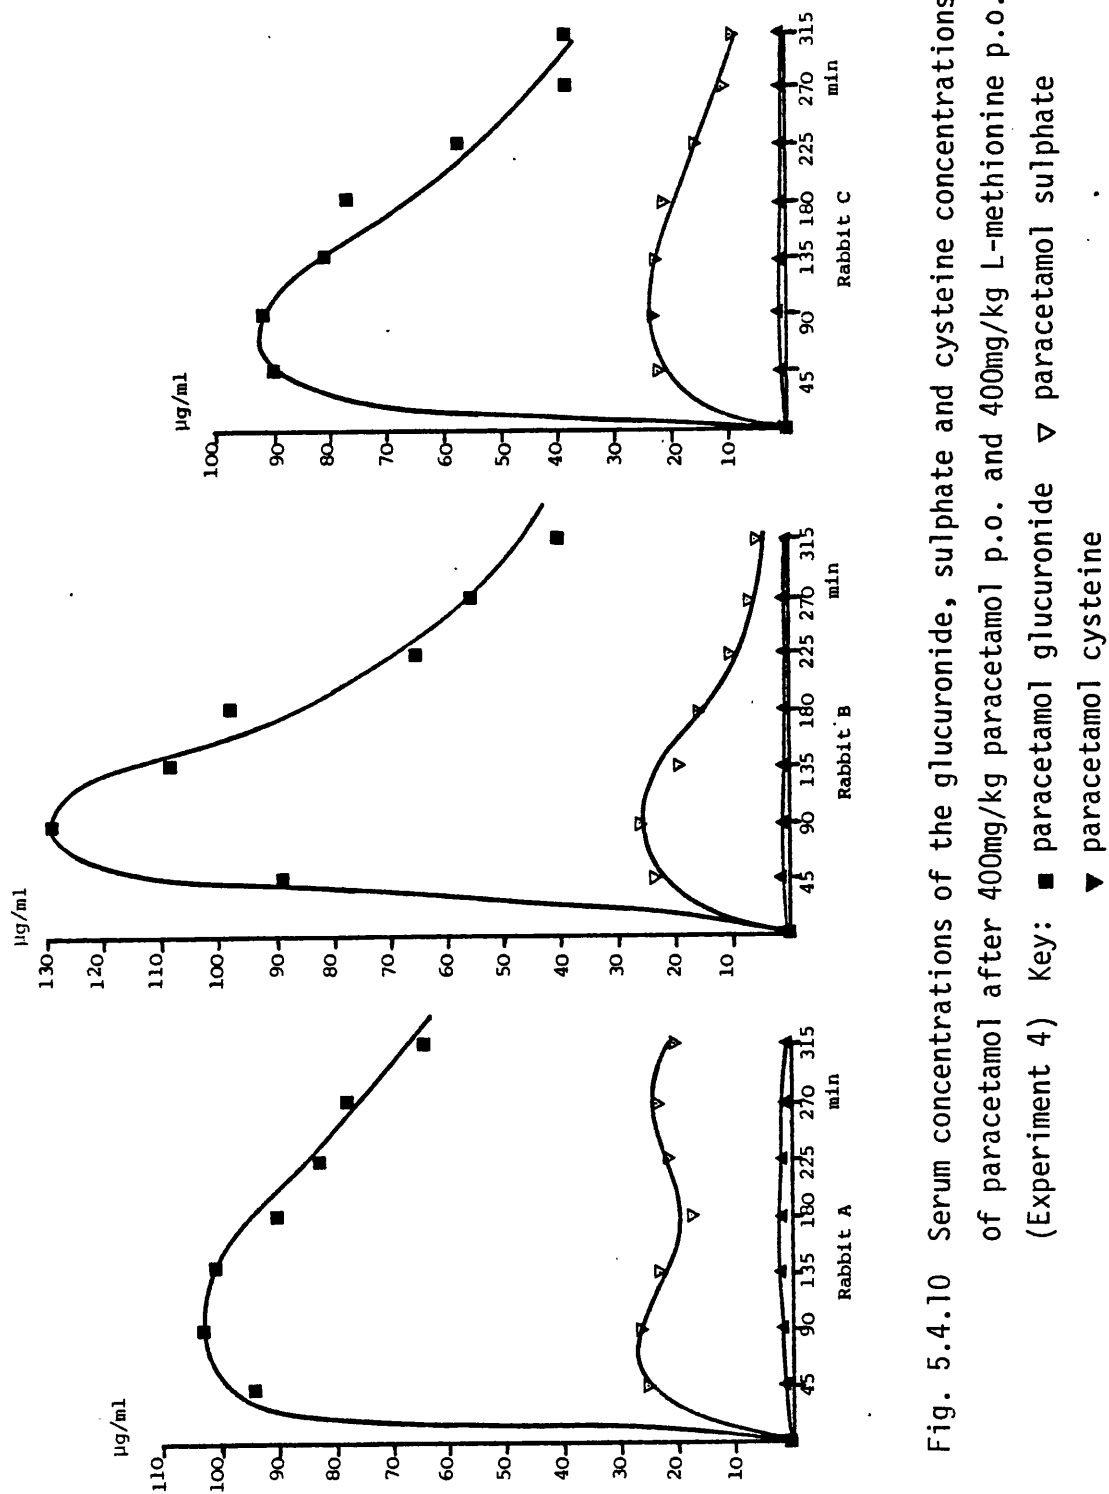 µg/ml
110
100
90
80
70
60
50
40
30
20
10
45 90 135 180 225 270 315
min
Rabbit A
µg/ml
130
120
110
100
90
80
70
60
50
40
30
20
10
45 90 135 180 225 270 315
min
Rabbit B
µg/ml
100
90
80
70
60
50
40
30
20
10
45 90 135 180 225 270 315
min
Rabbit C
Fig. 5.4.10 Serum concentrations of the glucuronide, sulphate and cysteine concentrations
of paracetamol after 400mg/kg paracetamol p.o. and 400mg/kg L-methionine p.o.
(Experiment 4) Key: ■ paracetamol glucuronide ▽ paracetamol sulphate
▼ paracetamol cysteine